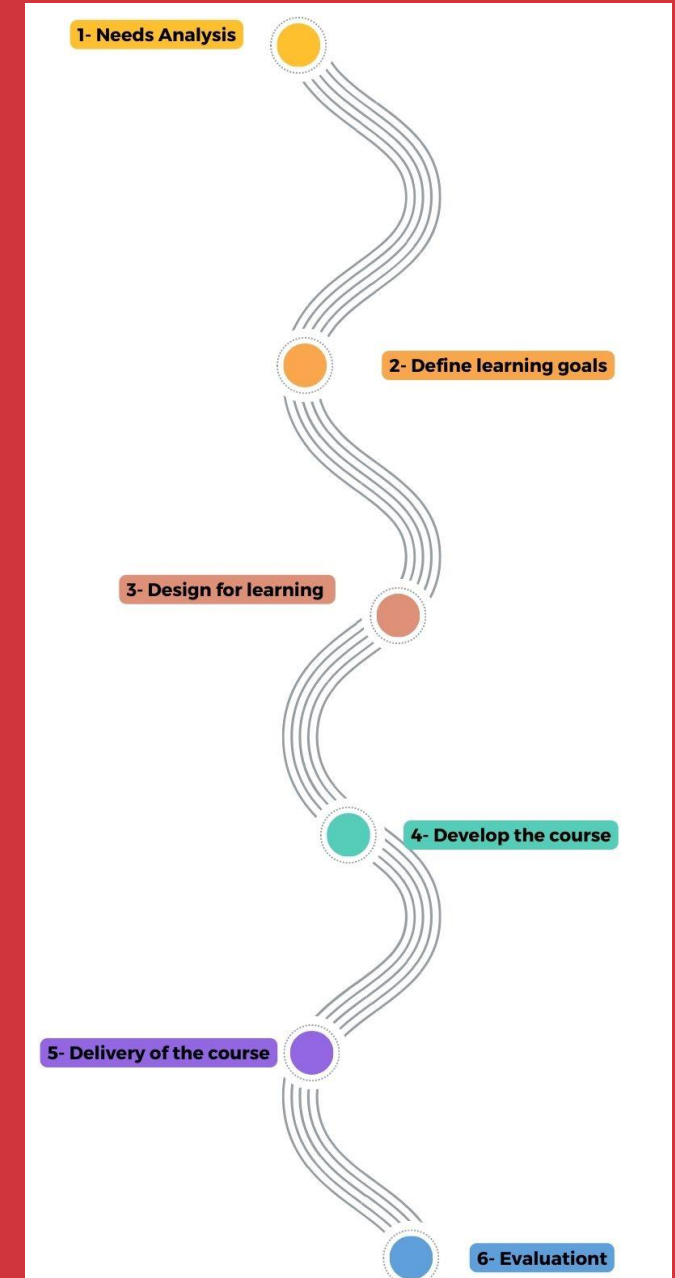 1- Needs Analysis
2- Define learning goals
3- Design for learning
4- Develop the course
5- Delivery of the course
6- Evaluationt